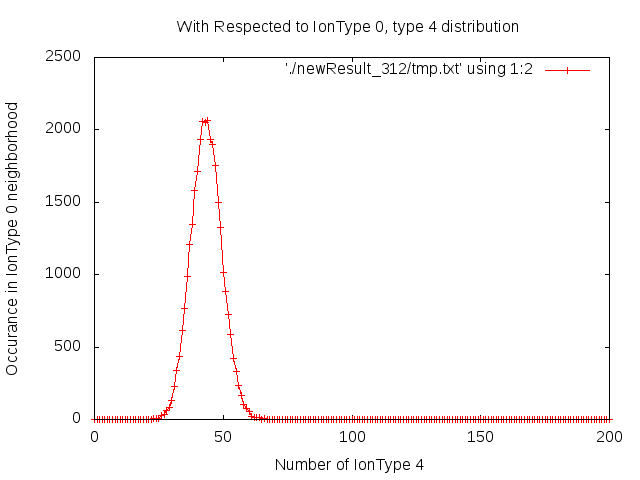 With Respected to IonType 0, type 4 distribution
'./newResult_312/tmp.txt' using 1:2
Occurance in IonType 0 neighborhood
2500
2000
1500
1000
500
0
0 50 100 150 200
Number of IonType 4